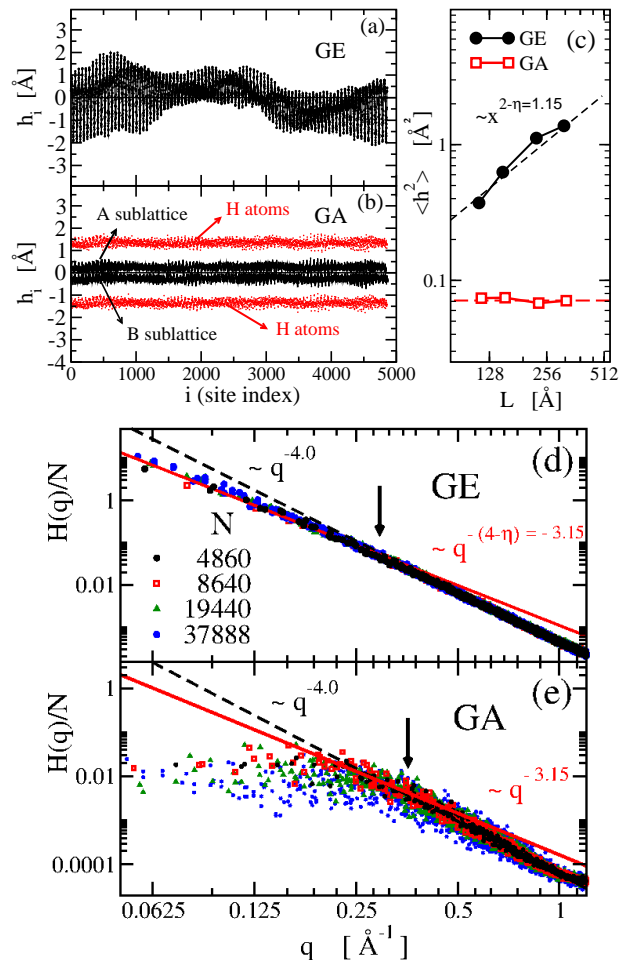 (a)
GE
h_i [Å]
3
2
1
0
-1
-2
-3
(b)
A sublattice
H atoms
GA
h_i [Å]
4
3
2
1
0
-1
-2
-3
-4
B sublattice
H atoms
0 1000 2000 3000 4000 5000
i (site index)
GE
GA
(c)
~x^{2-η=1.15}
<h^2> [Å^2]
1
0.1
128 256 512
L [Å]
(d)
GE
~ q^{-4.0}
~ q^{-(4-η) = -3.15}
H(q)/N
1
0.01
N
4860
8640
19440
37888
(e)
GA
~ q^{-4.0}
~ q^{-3.15}
H(q)/N
1
0.01
0.0001
0.0625 0.125 0.25 0.5 1
q [ Å^{-1} ]